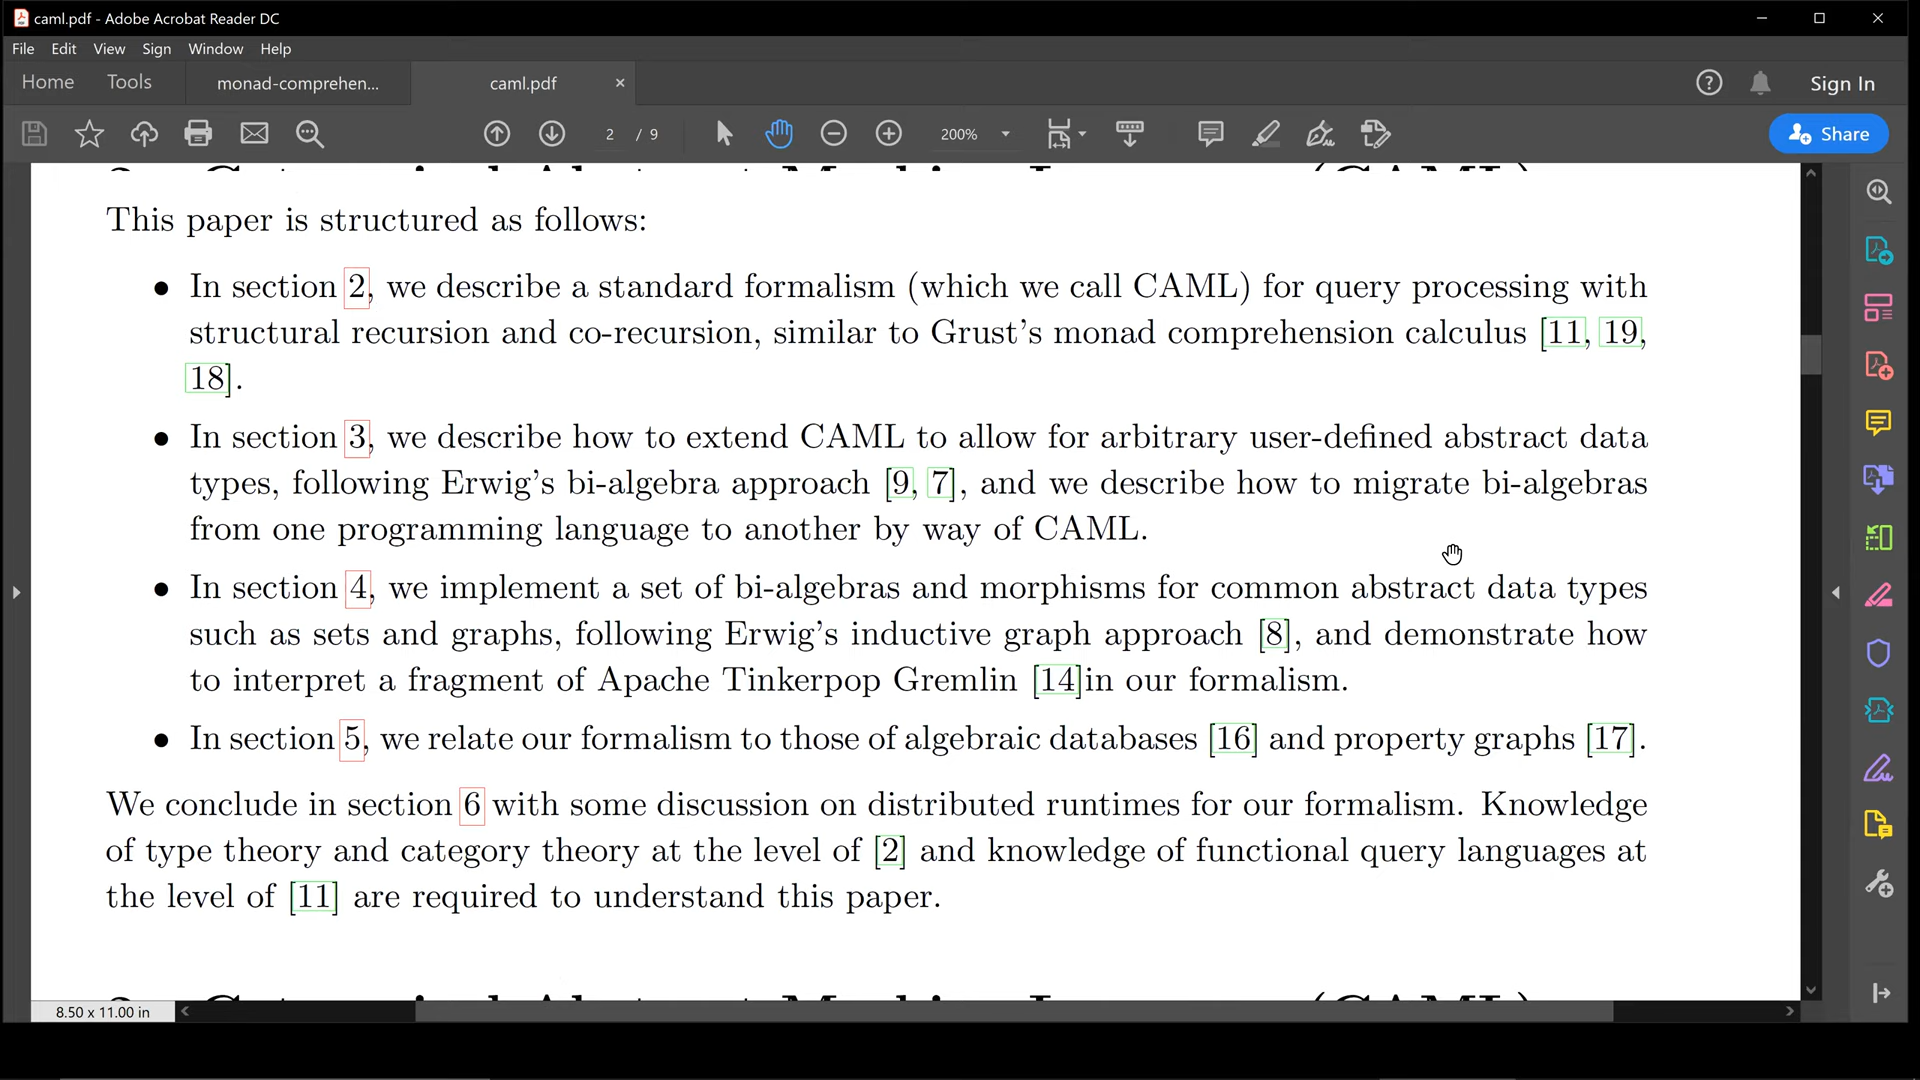 caml.pdf - Adobe Acrobat Reader DC
File Edit View Sign Window Help
Home Tools monad-comprehen... caml.pdf × Sign In
2 / 9 200% Share
This paper is structured as follows:
• In section 2, we describe a standard formalism (which we call CAML) for query processing with
structural recursion and co-recursion, similar to Grust's monad comprehension calculus [11, 19,
18].
• In section 3, we describe how to extend CAML to allow for arbitrary user-defined abstract data
types, following Erwig's bi-algebra approach [9, 7], and we describe how to migrate bi-algebras
from one programming language to another by way of CAML.
• In section 4, we implement a set of bi-algebras and morphisms for common abstract data types
such as sets and graphs, following Erwig's inductive graph approach [8], and demonstrate how
to interpret a fragment of Apache Tinkerpop Gremlin [14]in our formalism.
• In section 5, we relate our formalism to those of algebraic databases [16] and property graphs [17].
We conclude in section 6 with some discussion on distributed runtimes for our formalism. Knowledge
of type theory and category theory at the level of [2] and knowledge of functional query languages at
the level of [11] are required to understand this paper.
8.50 x 11.00 in